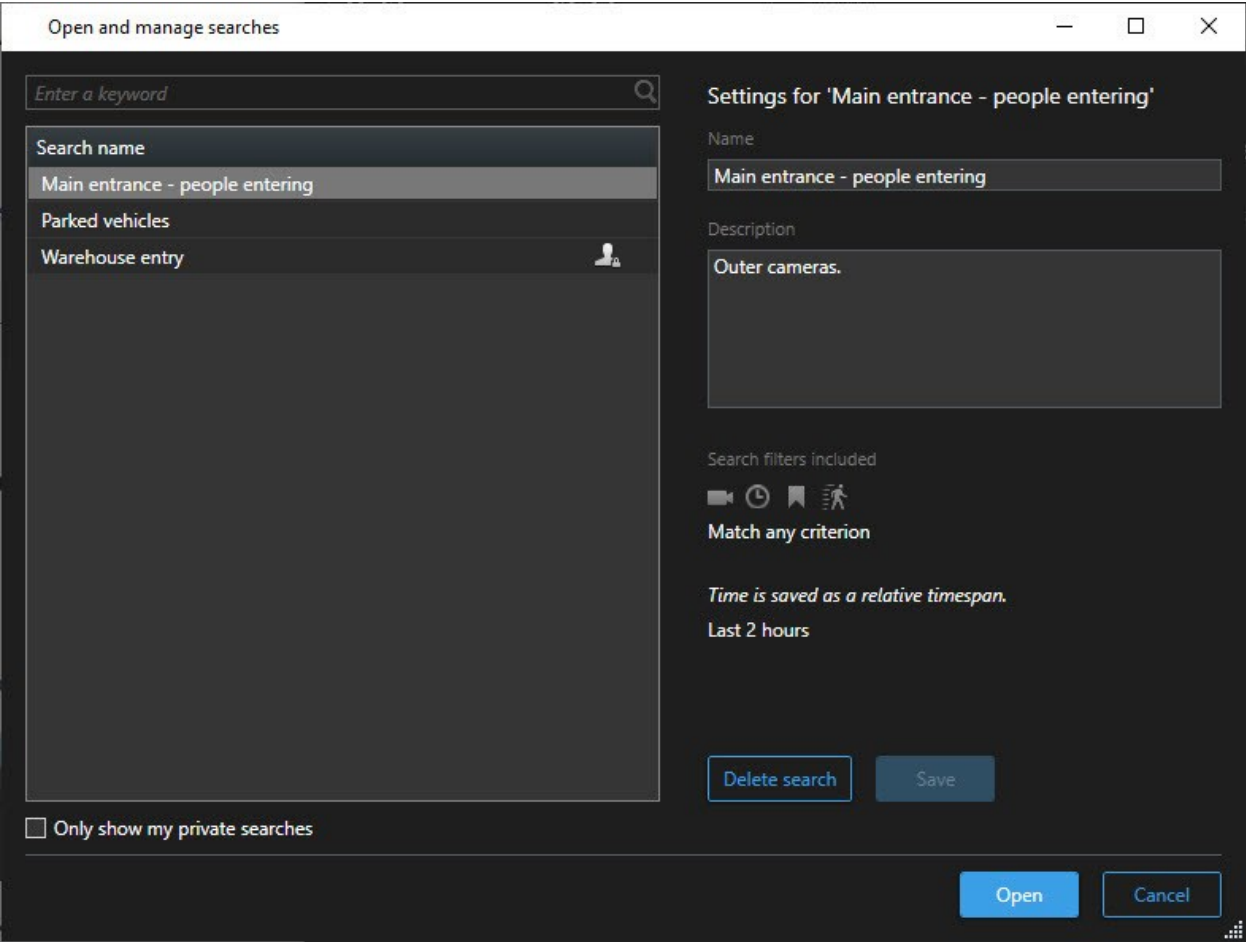 Open and manage searches
Enter a keyword
Search name
Main entrance - people entering
Parked vehicles
Warehouse entry
Only show my private searches
Settings for 'Main entrance - people entering'
Name
Main entrance - people entering
Description
Outer cameras.
Search filters included
Match any criterion
Time is saved as a relative timespan.
Last 2 hours
Delete search
Save
Open
Cancel